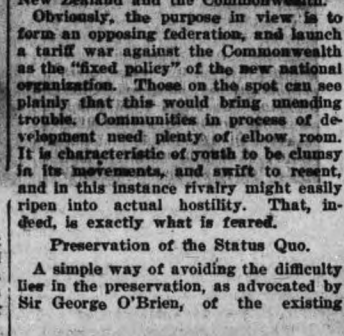 New Zealand and the Commonwealth.
Obviously, the purpose in view is to
form an opposing federation, and launch
a tariff war against the Commonwealth
as the "fixed policy" of the new national
organization. Those on the spot can see
plainly that this would bring unending
trouble. Communities in process of de-
velopment need plenty of elbow room.
It is characteristic of youth to be clumsy
in its movements, and swift to resent,
and in this instance rivalry might easily
ripen into actual hostility. That, in-
deed, is exactly what is feared.
Preservation of the Status Quo.
A simple way of avoiding the difficulty
lies in the preservation, as advocated by
Sir George O'Brien, of the existing